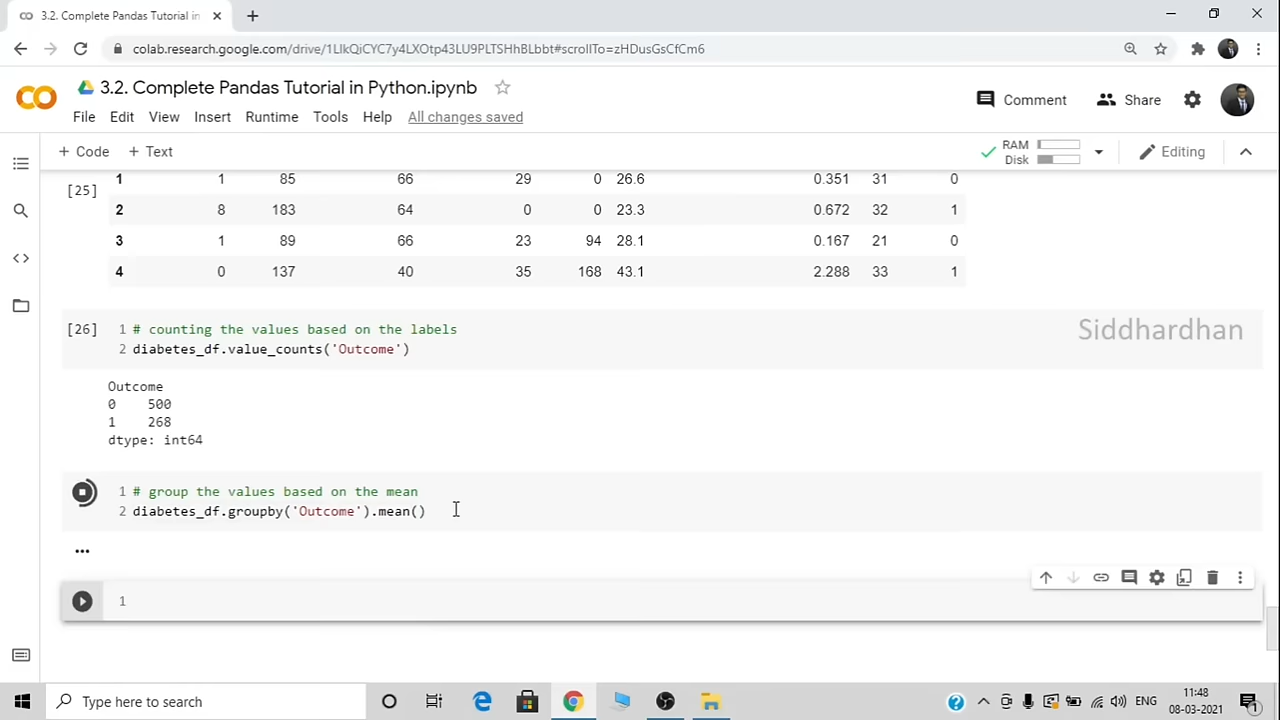 3.2. Complete Pandas Tutorial in
colab.research.google.com/drive/1LlkQiCYC7y4LXOtp43LU9PLTSHhBLbbt#scrollTo=zHDusGsCfCm6
3.2. Complete Pandas Tutorial in Python.ipynb
Comment
Share
File Edit View Insert Runtime Tools Help All changes saved
+ Code + Text
RAM
Disk
Editing
[25]
1 1 85 66 29 0 26.6 0.351 31 0
2 8 183 64 0 0 23.3 0.672 32 1
3 1 89 66 23 94 28.1 0.167 21 0
4 0 137 40 35 168 43.1 2.288 33 1
[26] 1 # counting the values based on the labels
2 diabetes_df.value_counts('Outcome')
Siddhardhan
Outcome
0 500
1 268
dtype: int64
1 # group the values based on the mean
2 diabetes_df.groupby('Outcome').mean()
...
1
Type here to search
ENG
11:48
08-03-2021
1